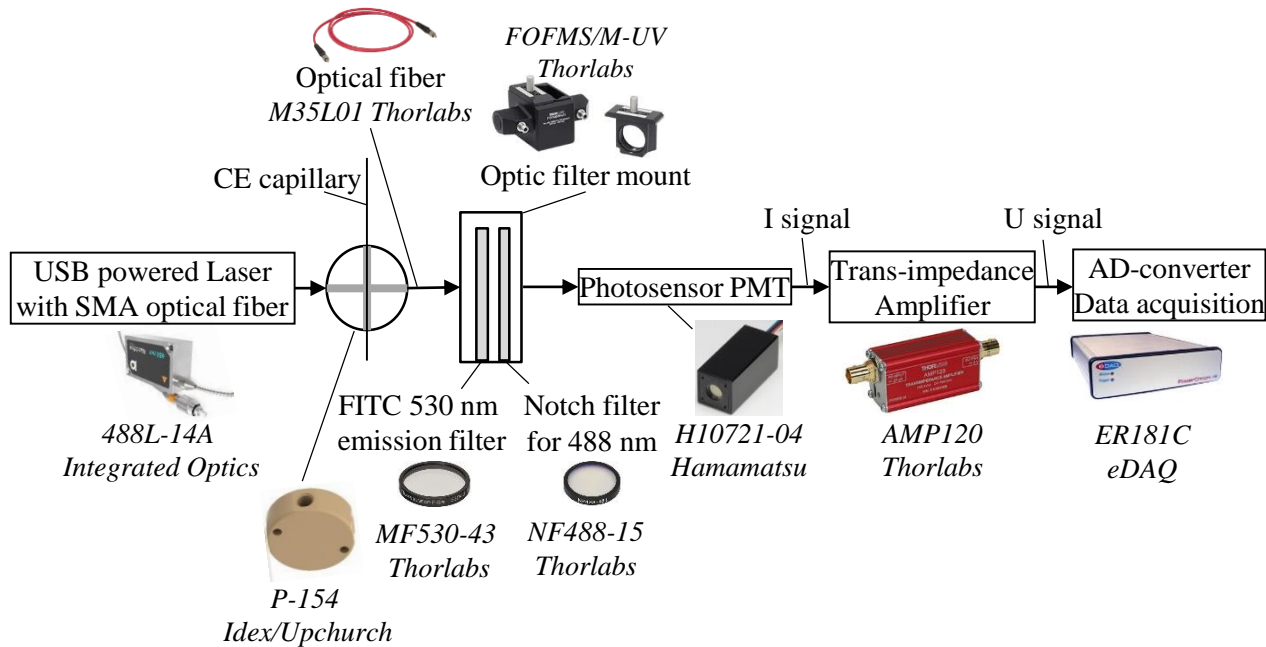 FOFMS/M-UV
Thorlabs
Optical fiber
M35L01 Thorlabs
CE capillary
Optic filter mount
I signal
U signal
USB powered Laser
with SMA optical fiber
Photosensor PMT
Trans-impedance
Amplifier
AD-converter
Data acquisition
488L-14A
Integrated Optics
FITC 530 nm
emission filter
Notch filter
for 488 nm
H10721-04
Hamamatsu
THORLABS
AMP120
AMP120
Thorlabs
eDAQ
ER181C
eDAQ
MF530-43
Thorlabs
NF488-15
Thorlabs
P-154
Idex/Upchurch